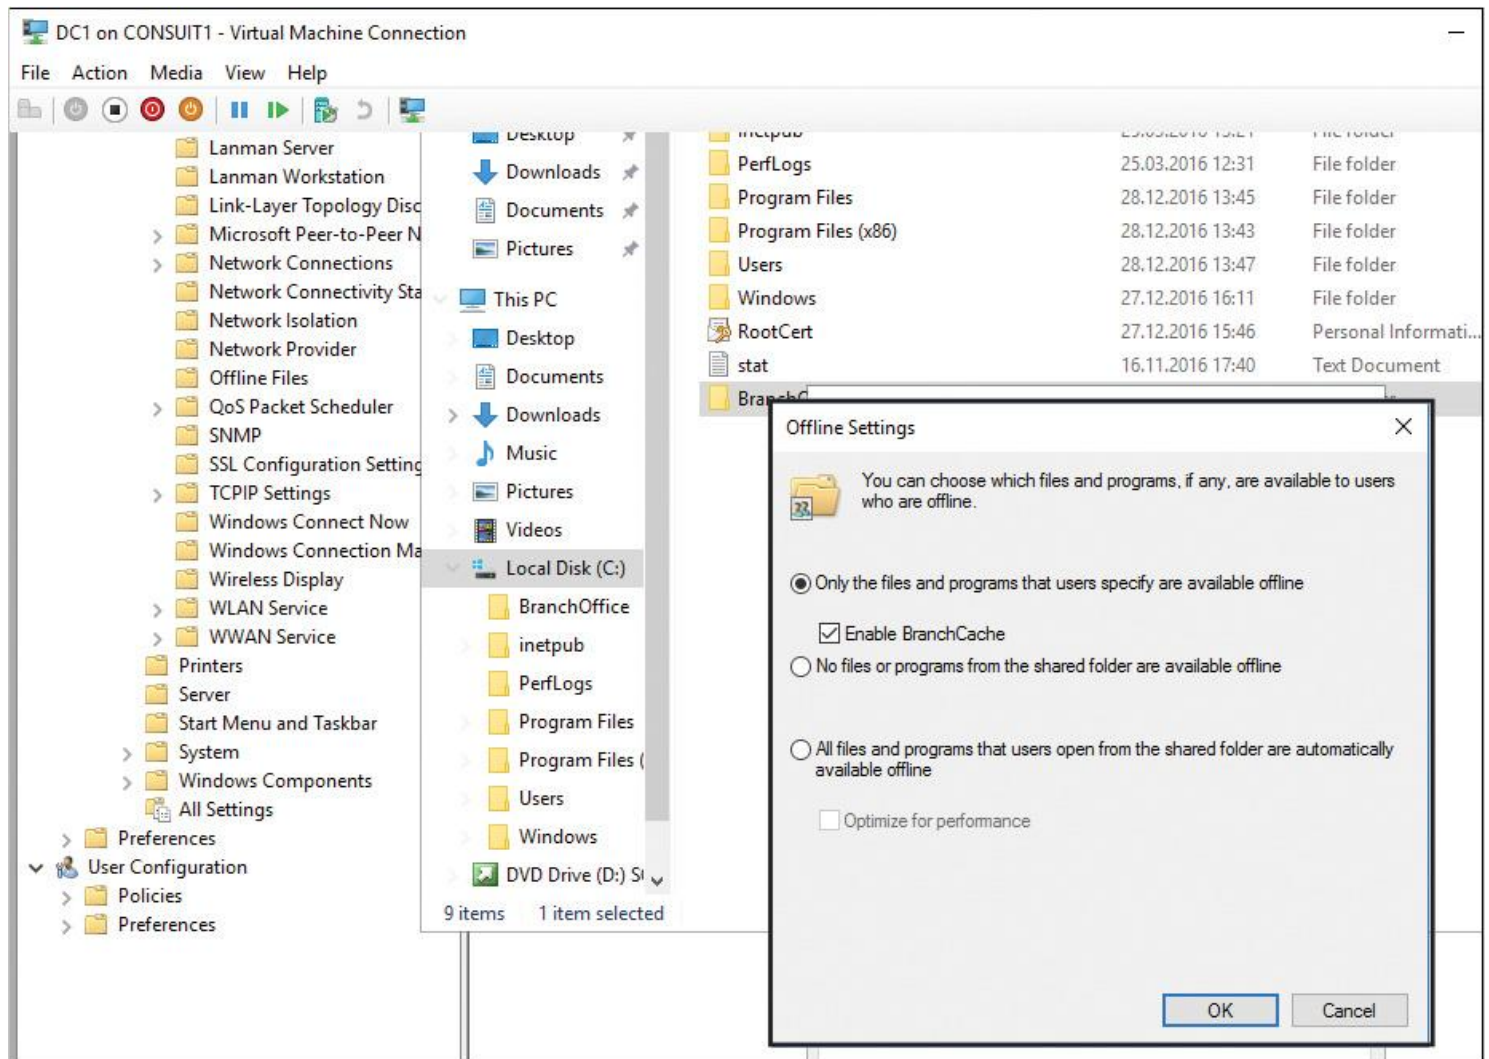 DC1 on CONSUIT1 - Virtual Machine Connection
File Action Media View Help
Lanman Server
Lanman Workstation
Link-Layer Topology Disc
Microsoft Peer-to-Peer N
Network Connections
Network Connectivity Sta
Network Isolation
Network Provider
Offline Files
QoS Packet Scheduler
SNMP
SSL Configuration Setting
TCPIP Settings
Windows Connect Now
Windows Connection Ma
Wireless Display
WLAN Service
WWAN Service
Printers
Server
Start Menu and Taskbar
System
Windows Components
All Settings
Preferences
User Configuration
Policies
Preferences
Desktop
Downloads
Documents
Pictures
This PC
Desktop
Documents
Downloads
Music
Pictures
Videos
Local Disk (C:)
BranchOffice
inetpub
PerfLogs
Program Files
Program Files (
Users
Windows
DVD Drive (D:) S
9 items 1 item selected
inetpub File folder
PerfLogs 25.03.2016 12:31 File folder
Program Files 28.12.2016 13:45 File folder
Program Files (x86) 28.12.2016 13:43 File folder
Users 28.12.2016 13:47 File folder
Windows 27.12.2016 16:11 File folder
RootCert 27.12.2016 15:46 Personal Informati...
stat 16.11.2016 17:40 Text Document
Offline Settings
You can choose which files and programs, if any, are available to users
who are offline.
Only the files and programs that users specify are available offline
Enable BranchCache
No files or programs from the shared folder are available offline
All files and programs that users open from the shared folder are automatically
available offline
Optimize for performance
OK Cancel